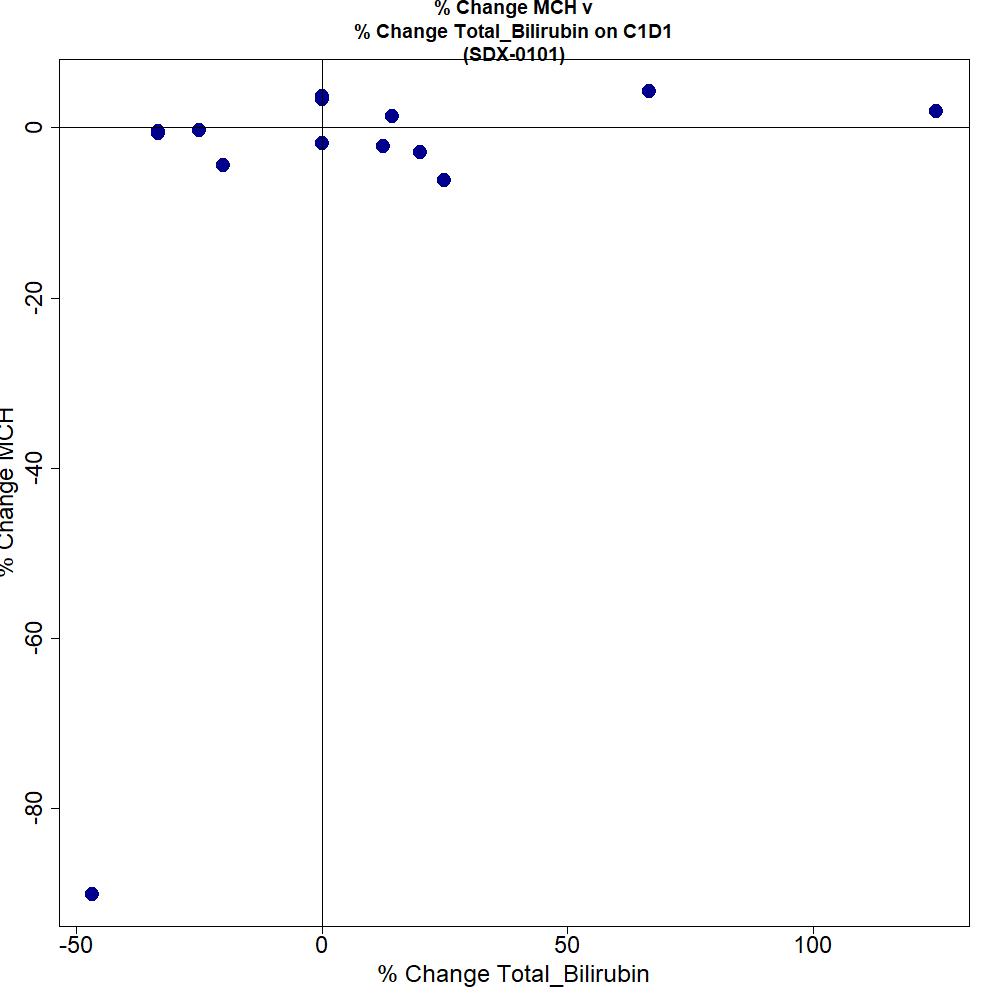 % Change MCH v
% Change Total_Bilirubin on C1D1
(SDX-0101)
% Change MCH
0
-20
-40
-60
-80
-50
0
50
100
% Change Total_Bilirubin